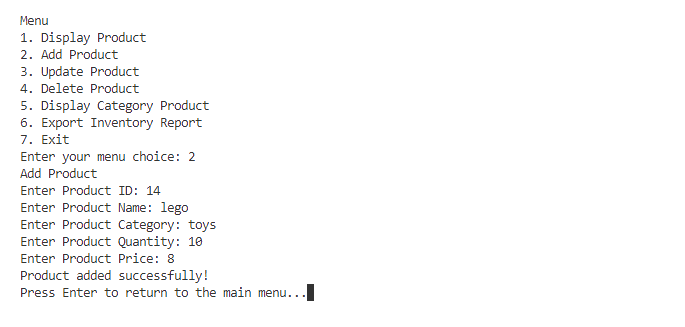 Menu
1. Display Product
2. Add Product
3. Update Product
4. Delete Product
5. Display Category Product
6. Export Inventory Report
7. Exit
Enter your menu choice: 2
Add Product
Enter Product ID: 14
Enter Product Name: lego
Enter Product Category: toys
Enter Product Quantity: 10
Enter Product Price: 8
Product added successfully!
Press Enter to return to the main menu...